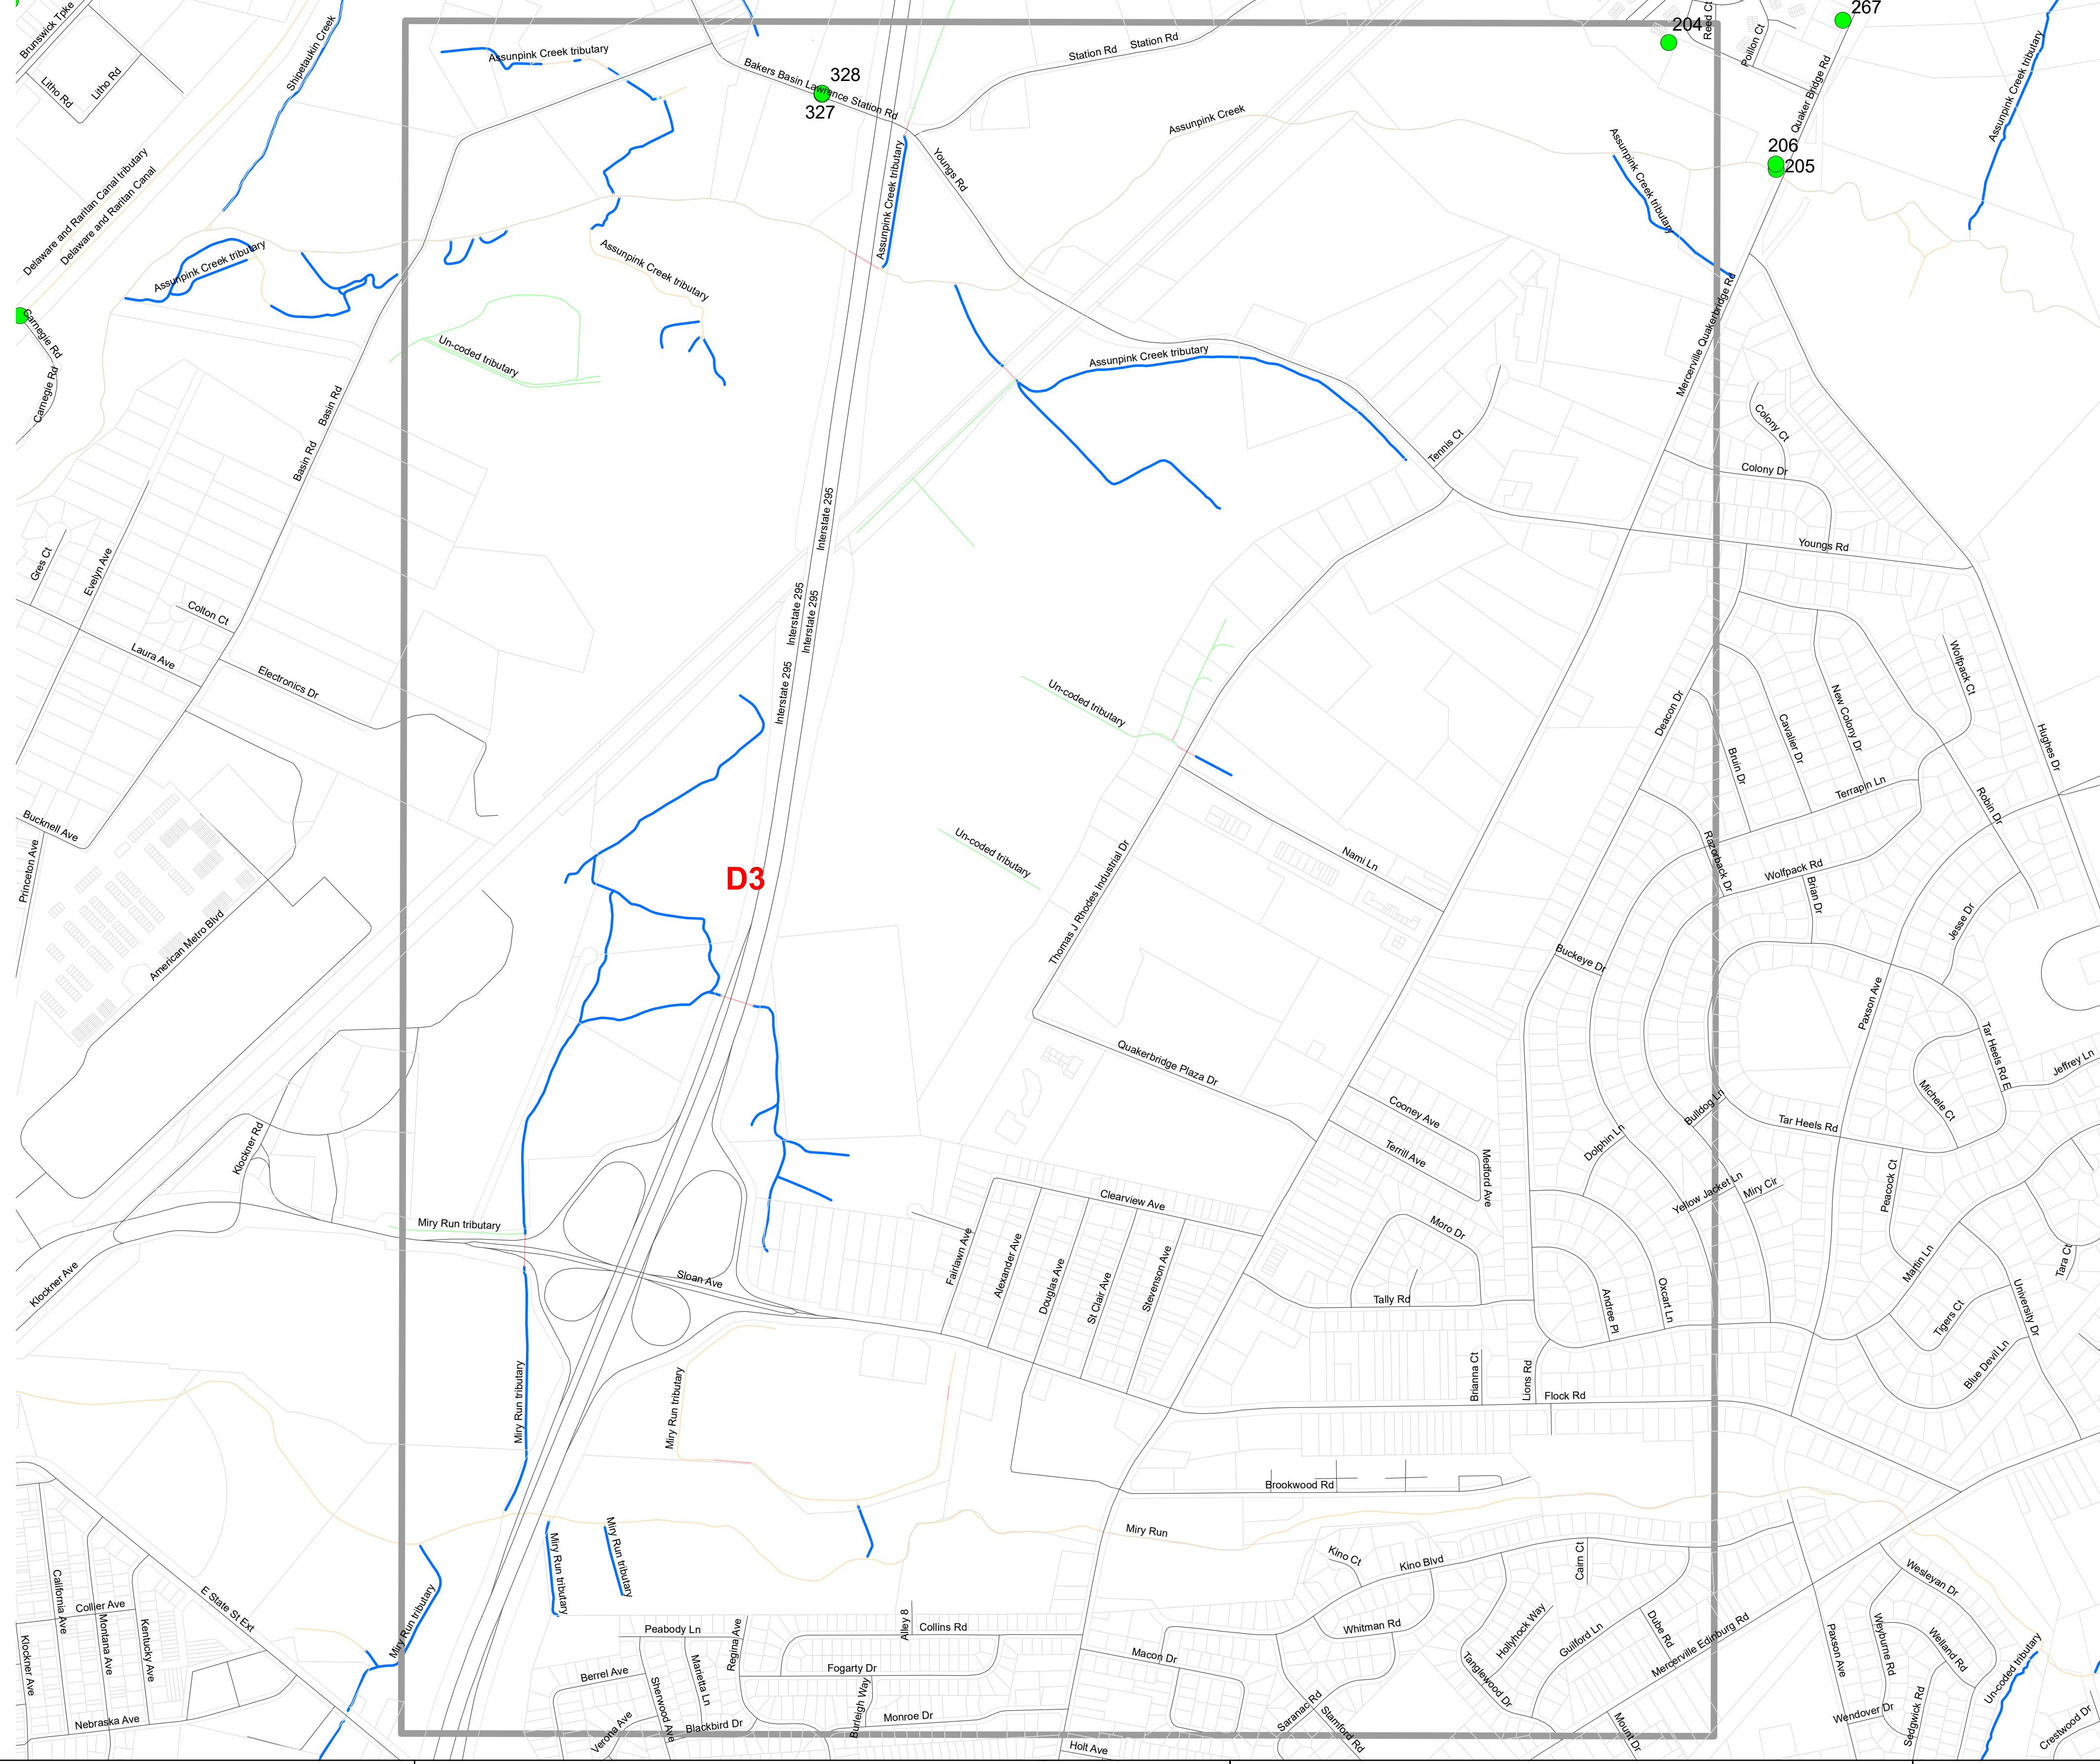 Brunswick Tpke
Litho Rd
Litho Rd
Shipetaukin Creek
Assunpink Creek tributary
Bakers Basin Lawrence Station Rd
328
327
Station Rd
Station Rd
204
Reed Ct
Poillon Ct
267
Quaker Bridge Rd
Assunpink Creek tributary
206
205
Assunpink Creek
Assunpink Creek tributary
Youngs Rd
Assunpink Creek tributary
Delaware and Raritan Canal tributary
Delaware and Raritan Canal
Assunpink Creek tributary
Assunpink Creek tributary
Carnegie Rd
Carnegie Rd
Un-coded tributary
Assunpink Creek tributary
Mercerville Quakerbridge Rd
Basin Rd
Basin Rd
Tennis Ct
Colony Ct
Colony Dr
Youngs Rd
Interstate 295
Interstate 295
Interstate 295
Interstate 295
Gres Ct
Evelyn Ave
Colton Ct
Laura Ave
Electronics Dr
Un-coded tributary
Deacon Dr
Wolfpack Ct
New Colony Dr
Cavalier Dr
Bruin Dr
Hughes Dr
Terrapin Ln
Robin Dr
Bucknell Ave
Princeton Ave
American Metro Blvd
D3
Un-coded tributary
Thomas J Rhodes Industrial Dr
Nami Ln
Razorback Dr
Wolfpack Rd
Brian Dr
Jesse Dr
Buckeye Dr
Paxson Ave
Quakerbridge Plaza Dr
Tar Heels Rd E
Jeffrey Ln
Michele Ct
Cooney Ave
Terrill Ave
Medford Ave
Bulldog Ln
Dolphin Ln
Tar Heels Rd
Klockner Rd
Yellow Jacket Ln
Miry Cir
Peacock Ct
Clearview Ave
Miry Run tributary
Moro Dr
Fairlawn Ave
Alexander Ave
Douglas Ave
St Clair Ave
Stevenson Ave
Klockner Ave
Sloan Ave
Tally Rd
Andree Pl
Oxcart Ln
Martin Ln
Tara Ct
University Dr
Tigers Ct
Blue Devil Ln
Miry Run tributary
Miry Run tributary
Brianna Ct
Lions Rd
Flock Rd
Brookwood Rd
Miry Run
Miry Run tributary
Miry Run tributary
Kino Ct
Kino Blvd
Cairn Ct
Wesleyan Dr
California Ave
Collier Ave
Montana Ave
Kentucky Ave
E State St Ext
Miry Run tributary
Klockner Ave
Nebraska Ave
Peabody Ln
Regina Ave
Alley 8
Collins Rd
Whitman Rd
Hollyhock Way
Guilford Ln
Dube Rd
Mercerville Edinburg Rd
Paxson Ave
Weyburne Rd
Welland Rd
Un-coded tributary
Berrel Ave
Marietta Ln
Sherwood Ave
Fogarty Dr
Macon Dr
Tanglewood Dr
Burleigh Way
Verona Ave
Blackbird Dr
Monroe Dr
Saranac Rd
Stamford Rd
Mount Dr
Wendover Dr
Sedgwick Rd
Crestwood Dr
Holt Ave